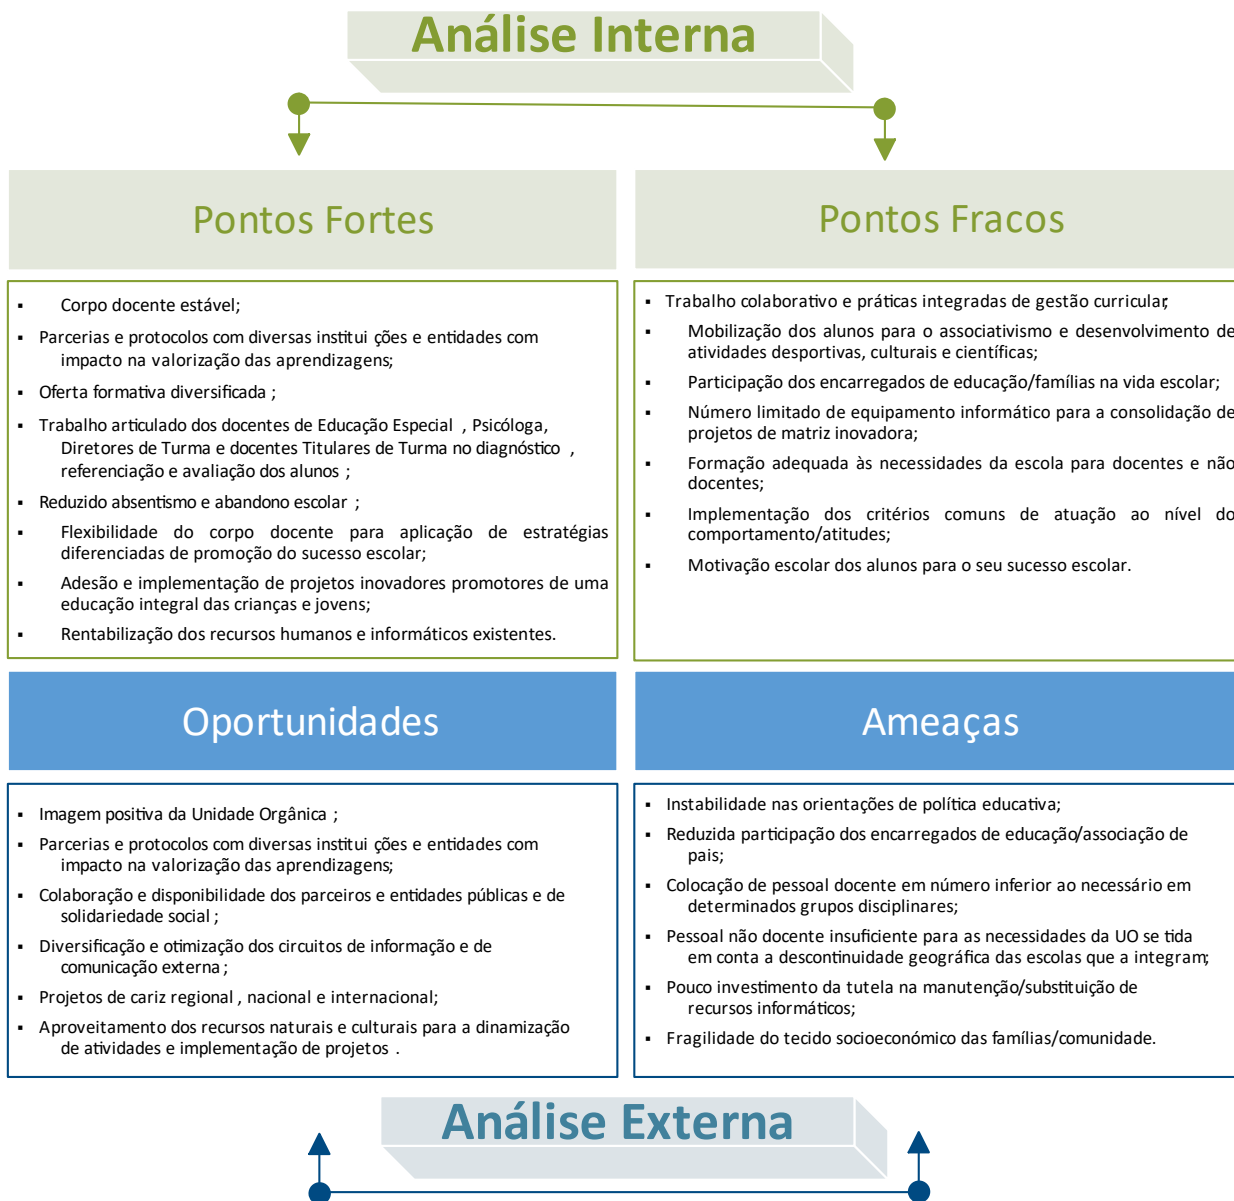 Análise Interna
Pontos Fortes
▪ Corpo docente estável;
▪ Parcerias e protocolos com diversas institui ções e entidades com
impacto na valorização das aprendizagens;
▪ Oferta formativa diversificada ;
▪ Trabalho articulado dos docentes de Educação Especial , Psicóloga,
Diretores de Turma e docentes Titulares de Turma no diagnóstico ,
referenciação e avaliação dos alunos ;
▪ Reduzido absentismo e abandono escolar ;
▪ Flexibilidade do corpo docente para aplicação de estratégias
diferenciadas de promoção do sucesso escolar;
▪ Adesão e implementação de projetos inovadores promotores de uma
educação integral das crianças e jovens;
▪ Rentabilização dos recursos humanos e informáticos existentes.
Pontos Fracos
▪ Trabalho colaborativo e práticas integradas de gestão curricular;
▪ Mobilização dos alunos para o associativismo e desenvolvimento de
atividades desportivas, culturais e científicas;
▪ Participação dos encarregados de educação/famílias na vida escolar;
▪ Número limitado de equipamento informático para a consolidação de
projetos de matriz inovadora;
▪ Formação adequada às necessidades da escola para docentes e não
docentes;
▪ Implementação dos critérios comuns de atuação ao nível do
comportamento/atitudes;
▪ Motivação escolar dos alunos para o seu sucesso escolar.
Oportunidades
▪ Imagem positiva da Unidade Orgânica ;
▪ Parcerias e protocolos com diversas institui ções e entidades com
impacto na valorização das aprendizagens;
▪ Colaboração e disponibilidade dos parceiros e entidades públicas e de
solidariedade social ;
▪ Diversificação e otimização dos circuitos de informação e de
comunicação externa ;
▪ Projetos de cariz regional , nacional e internacional;
▪ Aproveitamento dos recursos naturais e culturais para a dinamização
de atividades e implementação de projetos .
Ameaças
▪ Instabilidade nas orientações de política educativa;
▪ Reduzida participação dos encarregados de educação/associação de
pais;
▪ Colocação de pessoal docente em número inferior ao necessário em
determinados grupos disciplinares;
▪ Pessoal não docente insuficiente para as necessidades da UO se tida
em conta a descontinuidade geográfica das escolas que a integram;
▪ Pouco investimento da tutela na manutenção/substituição de
recursos informáticos;
▪ Fragilidade do tecido socioeconómico das famílias/comunidade.
Análise Externa